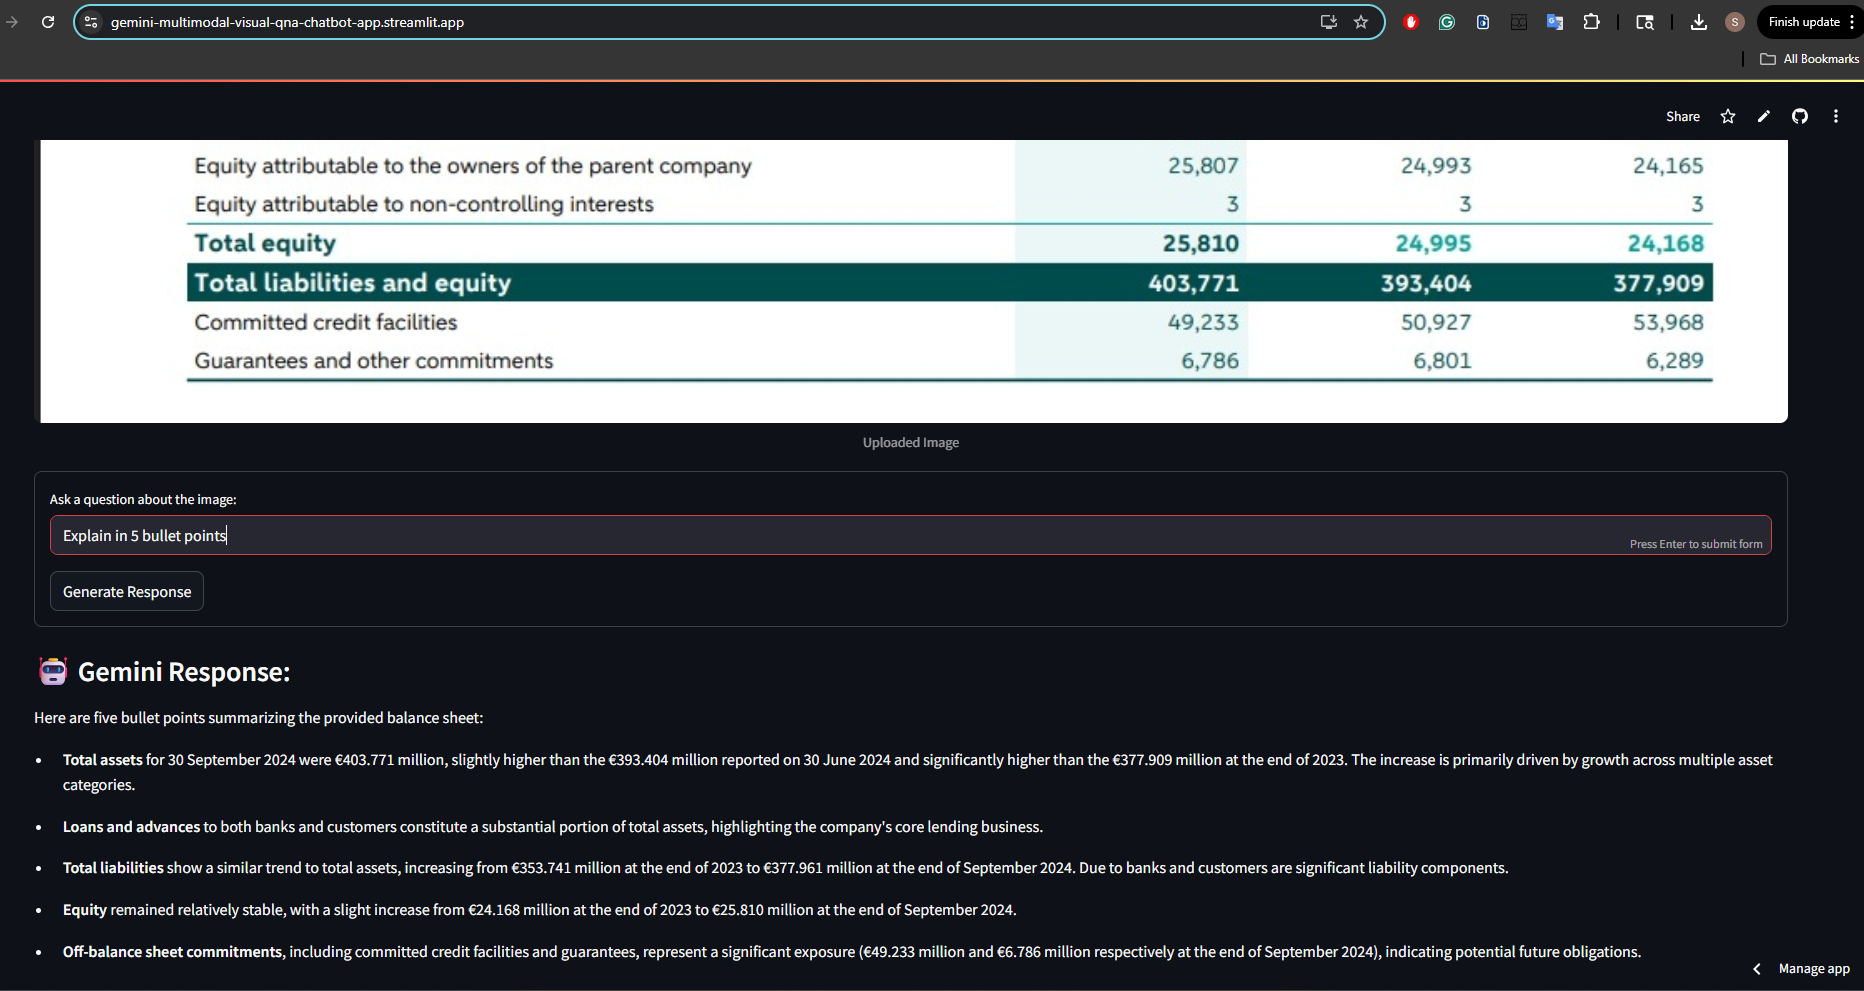 gemini-multimodal-visual-qna-chatbot-app.streamlit.app
S
Finish update
All Bookmarks
Share
Equity attributable to the owners of the parent company 25,807 24,993 24,165
Equity attributable to non-controlling interests 3 3 3
Total equity 25,810 24,995 24,168
Total liabilities and equity 403,771 393,404 377,909
Committed credit facilities 49,233 50,927 53,968
Guarantees and other commitments 6,786 6,801 6,289
Uploaded Image
Ask a question about the image:
Explain in 5 bullet points
Press Enter to submit form
Generate Response
Gemini Response:
Here are five bullet points summarizing the provided balance sheet:
• Total assets for 30 September 2024 were €403.771 million, slightly higher than the €393.404 million reported on 30 June 2024 and significantly higher than the €377.909 million at the end of 2023. The increase is primarily driven by growth across multiple asset
categories.
• Loans and advances to both banks and customers constitute a substantial portion of total assets, highlighting the company's core lending business.
• Total liabilities show a similar trend to total assets, increasing from €353.741 million at the end of 2023 to €377.961 million at the end of September 2024. Due to banks and customers are significant liability components.
• Equity remained relatively stable, with a slight increase from €24.168 million at the end of 2023 to €25.810 million at the end of September 2024.
• Off-balance sheet commitments, including committed credit facilities and guarantees, represent a significant exposure (€49.233 million and €6.786 million respectively at the end of September 2024), indicating potential future obligations.
Manage app